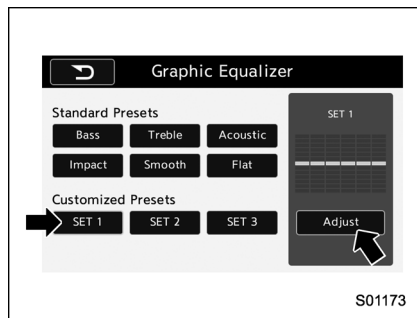 Graphic Equalizer
Standard Presets
Bass Treble Acoustic
Impact Smooth Flat
Customized Presets
SET 1 SET 2 SET 3
SET 1
Adjust
S01173